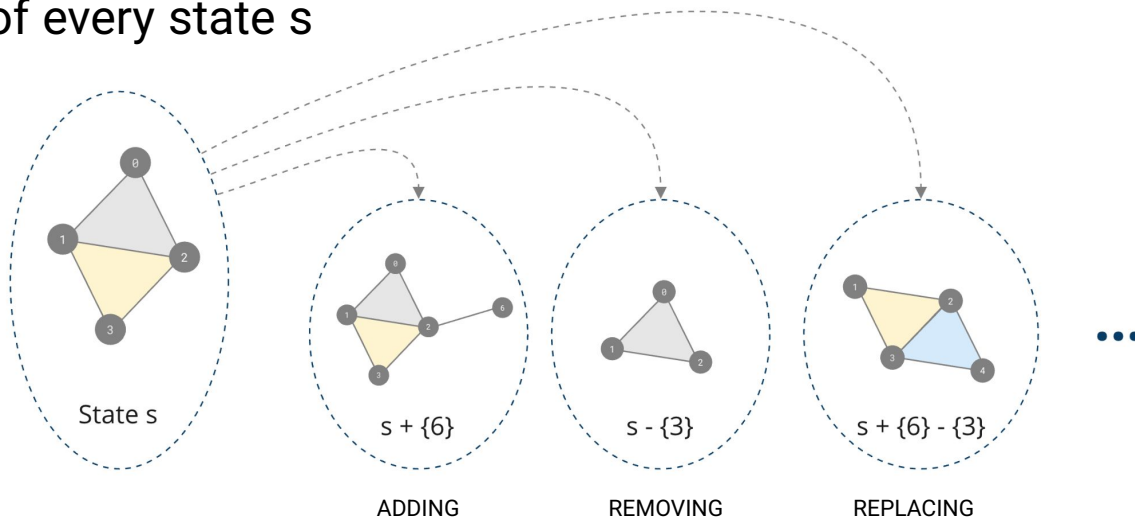 of every state s
0
1
2
3
State s
0
1
2
6
3
s + {6}
ADDING
0
1
2
s - {3}
REMOVING
1
2
3
4
s + {6} - {3}
REPLACING
...